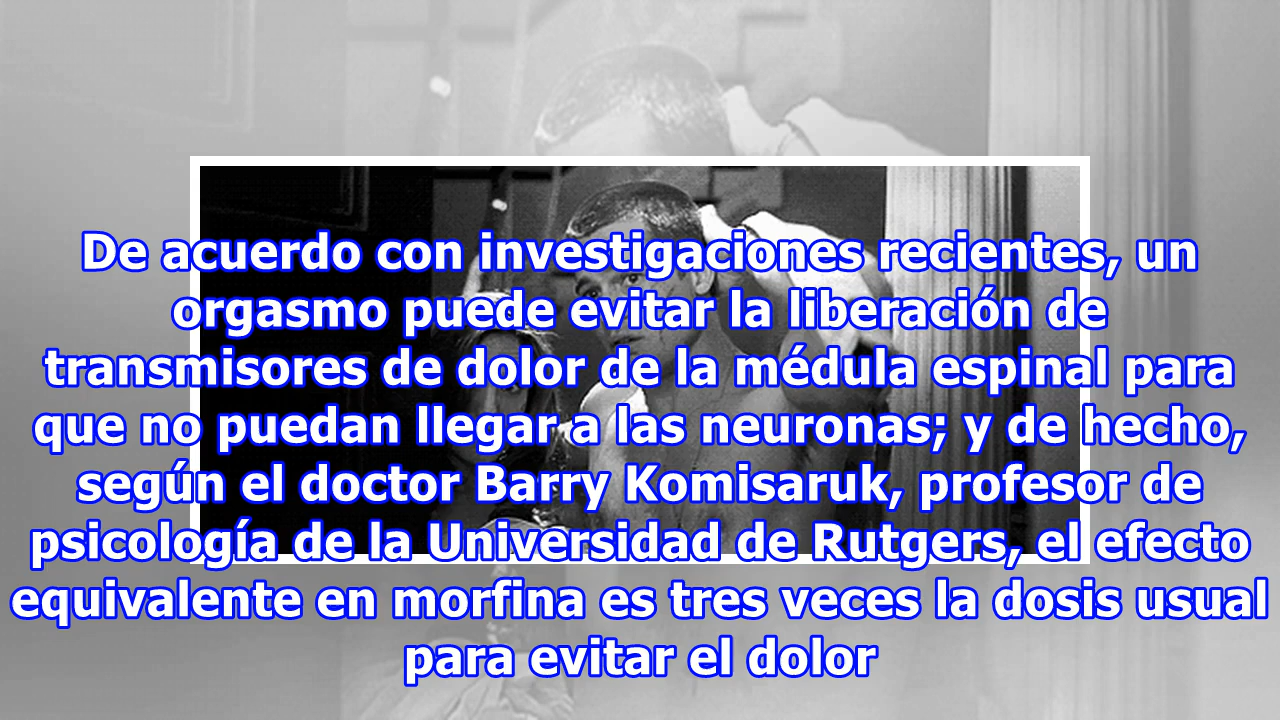 De acuerdo con investigaciones recientes, un
orgasmo puede evitar la liberación de
transmisores de dolor de la médula espinal para
que no puedan llegar a las neuronas; y de hecho,
según el doctor Barry Komisaruk, profesor de
psicología de la Universidad de Rutgers, el efecto
equivalente en morfina es tres veces la dosis usual
para evitar el dolor